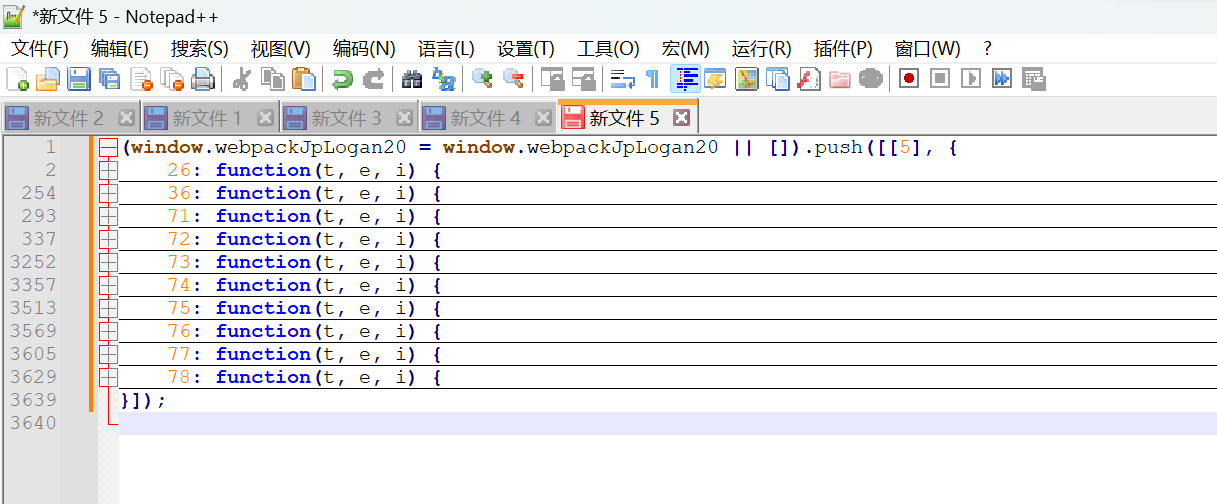 *新文件 5 - Notepad++
文件(F) 编辑(E) 搜索(S) 视图(V) 编码(N) 语言(L) 设置(T) 工具(O) 宏(M) 运行(R) 插件(P) 窗口(W) ?
新文件 2 新文件 1 新文件 3 新文件 4 新文件 5
1 (window.webpackJpLogan20 = window.webpackJpLogan20 || []).push([[5], {
2 26: function(t, e, i) {
254 36: function(t, e, i) {
293 71: function(t, e, i) {
337 72: function(t, e, i) {
3252 73: function(t, e, i) {
3357 74: function(t, e, i) {
3513 75: function(t, e, i) {
3569 76: function(t, e, i) {
3605 77: function(t, e, i) {
3629 78: function(t, e, i) {
3639 }]);
3640